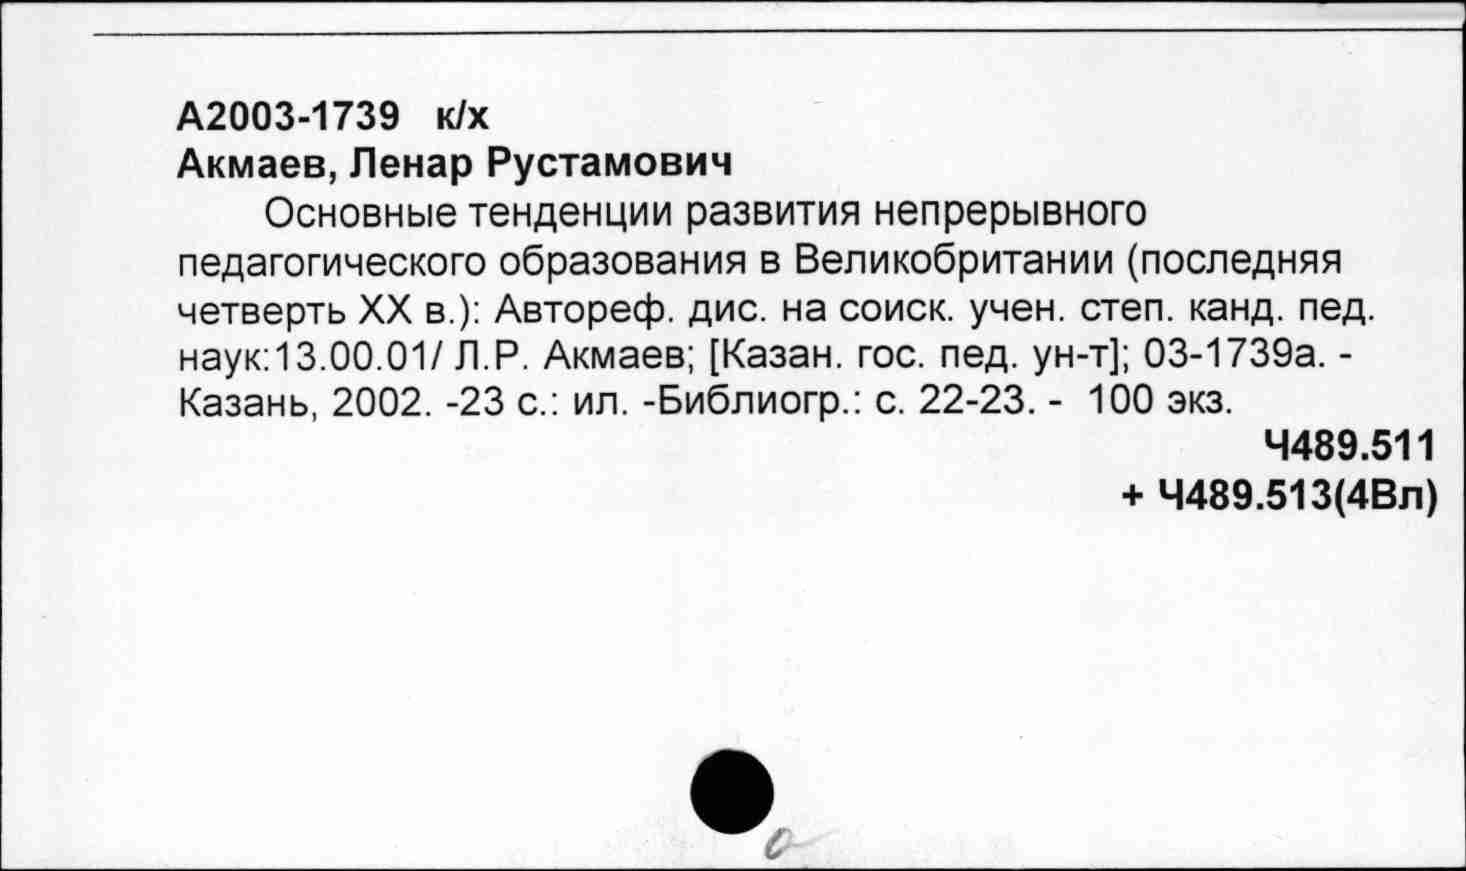 А2003-1739 к/х
Акмаев, Ленар Рустамович
Основные тенденции развития непрерывного
педагогического образования в Великобритании (последняя
четверть XX в.): Автореф. дис. на соиск. учен. степ. канд. пед.
наук:13.00.01/ Л.Р. Акмаев; [Казан. гос. пед. ун-т]; 03-1739а. -
Казань, 2002. -23 с.: ил. -Библиогр.: с. 22-23. - 100 экз.
Ч489.511
+ Ч489.513(4Вл)